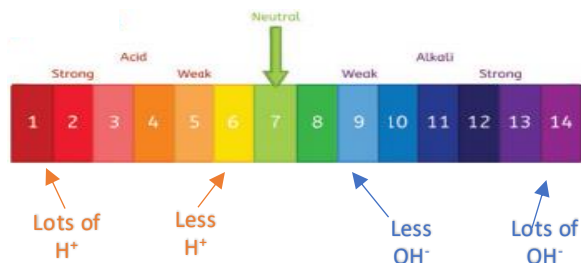 Neutral
Acid
Alkali
Strong
Weak
Weak
Strong
1 2 3 4 5 6 7 8 9 10 11 12 13 14
Lots of
H⁺
Less
H⁺
Less
OH⁻
Lots of
OH⁻